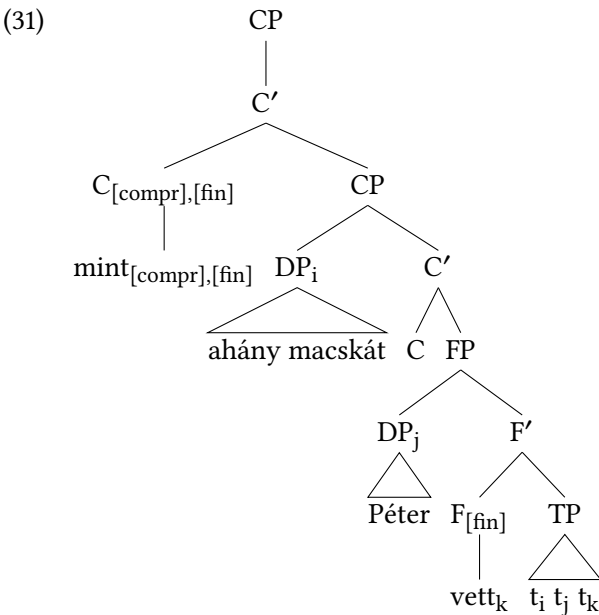 (31)
CP
C′
C[compr],[fin] CP
mint[compr],[fin] DPi C′
ahány macskát C FP
DPj F′
Péter F[fin] TP
vettk ti tj tk